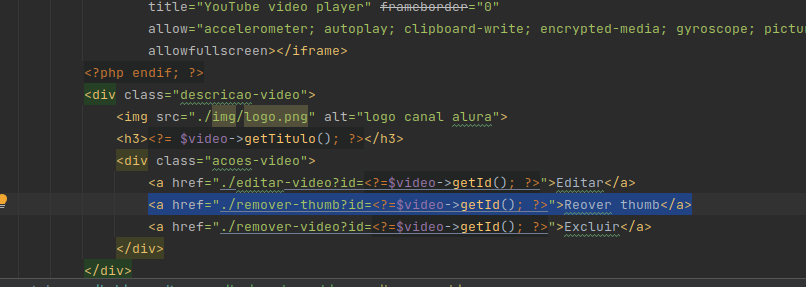 title="YouTube video player" frameborder="0"
allow="accelerometer; autoplay; clipboard-write; encrypted-media; gyroscope; pictur
allowfullscreen></iframe>
<?php endif; ?>
<div class="descricao-video">
<img src="./img/logo.png" alt="logo canal alura">
<h3><?= $video->getTitulo(); ?></h3>
<div class="acoes-video">
<a href="./editar-video?id=<?=$video->getId(); ?>">Editar</a>
<a href="./remover-thumb?id=<?=$video->getId(); ?>">Reover thumb</a>
<a href="./remover-video?id=<?=$video->getId(); ?>">Excluir</a>
</div>
</div>